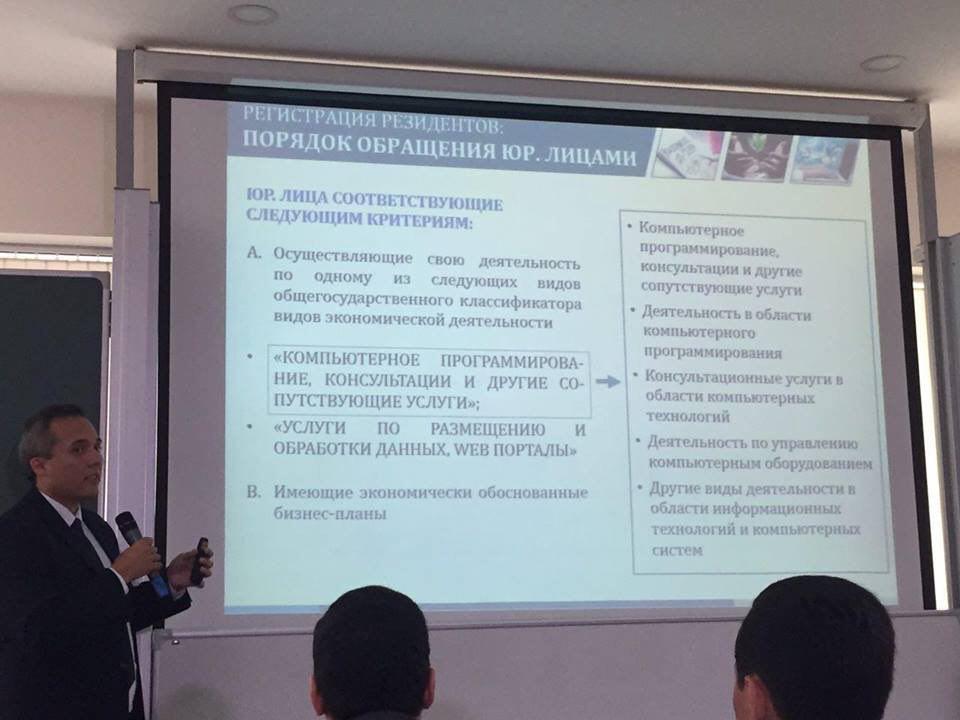 РЕГИСТРАЦИЯ РЕЗИДЕНТОВ:
ПОРЯДОК ОБРАЩЕНИЯ ЮР. ЛИЦАМИ
ЮР. ЛИЦА СООТВЕТСТВУЮЩИЕ
СЛЕДУЮЩИМ КРИТЕРИЯМ:
А. Осуществляющие свою деятельность
по одному из следующих видов
общегосударственного классификатора
видов экономической деятельности
• «КОМПЬЮТЕРНОЕ ПРОГРАММИРОВА-
НИЕ, КОНСУЛЬТАЦИИ И ДРУГИЕ СО-
ПУТСТВУЮЩИЕ УСЛУГИ»;
• «УСЛУГИ ПО РАЗМЕЩЕНИЮ И
ОБРАБОТКИ ДАННЫХ, WEB ПОРТАЛЫ»
В. Имеющие экономически обоснованные
бизнес-планы
• Компьютерное
программирование,
консультации и другие
сопутствующие услуги
• Деятельность в области
компьютерного
программирования
• Консультационные услуги в
области компьютерных
технологий
• Деятельность по управлению
компьютерным оборудованием
• Другие виды деятельности в
области информационных
технологий и компьютерных
систем